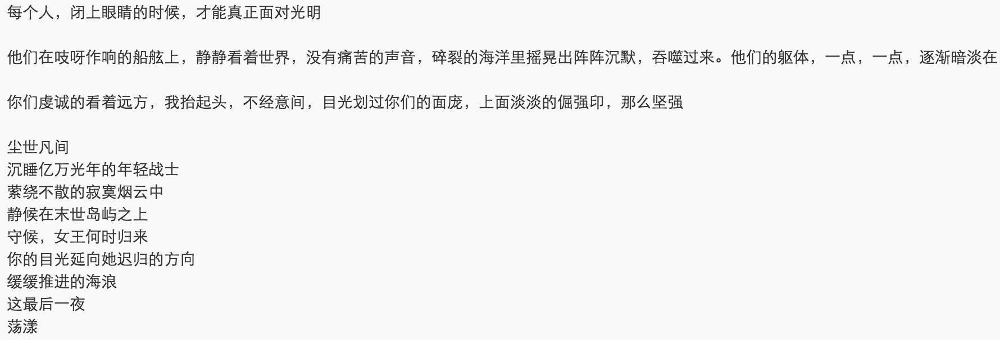 每个人，闭上眼睛的时候，才能真正面对光明
他们在吱呀作响的船舷上，静静看着世界，没有痛苦的声音，碎裂的海洋里摇晃出阵阵沉默，吞噬过来。他们的躯体，一点，一点，逐渐暗淡在
你们虔诚的看着远方，我抬起头，不经意间，目光划过你们的面庞，上面淡淡的倔强印，那么坚强
尘世凡间
沉睡亿万光年的年轻战士
萦绕不散的寂寞烟云中
静候在末世岛屿之上
守候，女王何时归来
你的目光延向她迟归的方向
缓缓推进的海浪
这最后一夜
荡漾